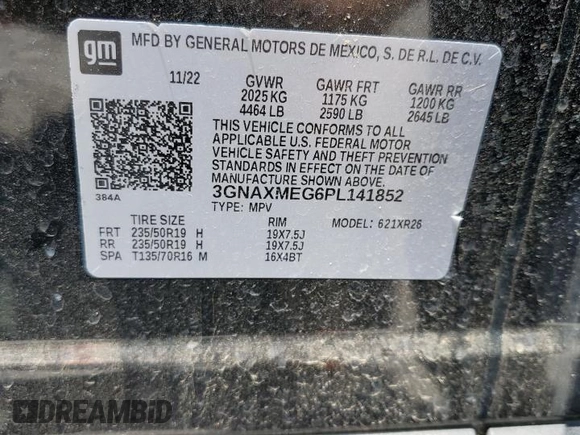 gm
MFD BY GENERAL MOTORS DE MEXICO, S. DE R.L. DE C.V.
11/22 GVWR GAWR FRT GAWR RR
2025 KG 1175 KG 1200 KG
4464 LB 2590 LB 2645 LB
THIS VEHICLE CONFORMS TO ALL
APPLICABLE U.S. FEDERAL MOTOR
VEHICLE SAFETY AND THEFT PREVENTION
STANDARDS IN EFFECT ON THE DATE OF
MANUFACTURE SHOWN ABOVE.
384A
3GNAXMEG6PL141852
TYPE: MPV MODEL: 621XR26
TIRE SIZE RIM
FRT 235/50R19 H 19X7.5J
RR 235/50R19 H 19X7.5J
SPA T135/70R16 M 16X4BT
DREAMBID